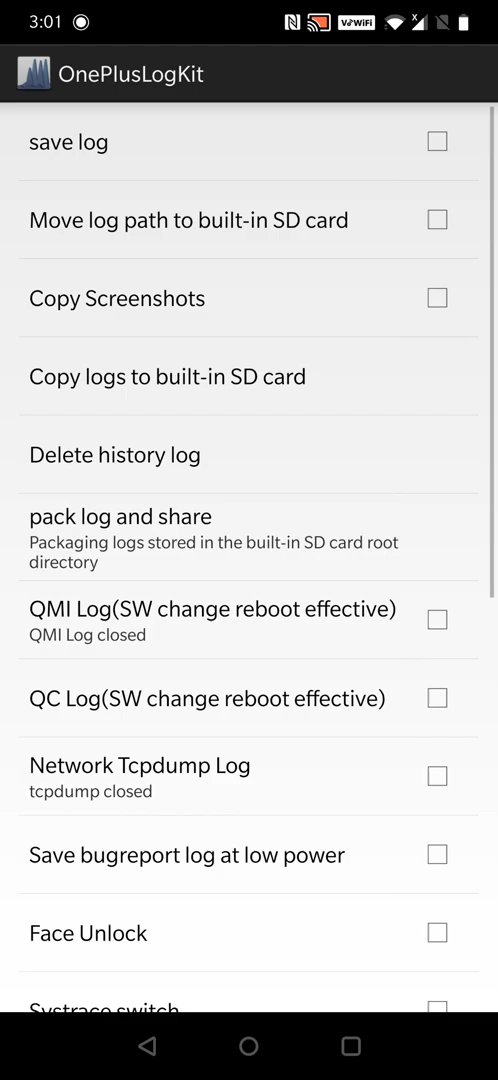 3:01
VoWiFi
X
OnePlusLogKit
save log
Move log path to built-in SD card
Copy Screenshots
Copy logs to built-in SD card
Delete history log
pack log and share
Packaging logs stored in the built-in SD card root
directory
QMI Log(SW change reboot effective)
QMI Log closed
QC Log(SW change reboot effective)
Network Tcpdump Log
tcpdump closed
Save bugreport log at low power
Face Unlock
Systrace switch